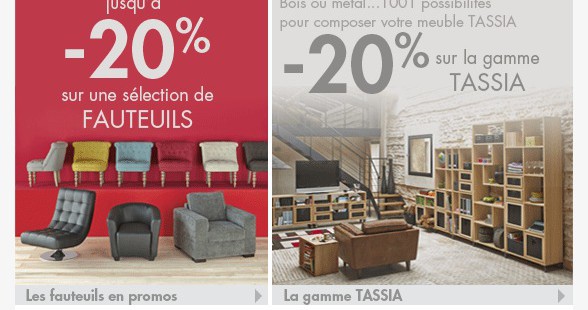 jusqu'à
-20%
sur une sélection de
FAUTEUILS
Les fauteuils en promos
Bois ou métal...1001 possibilités
pour composer votre meuble TASSIA
-20% sur la gamme
TASSIA
La gamme TASSIA